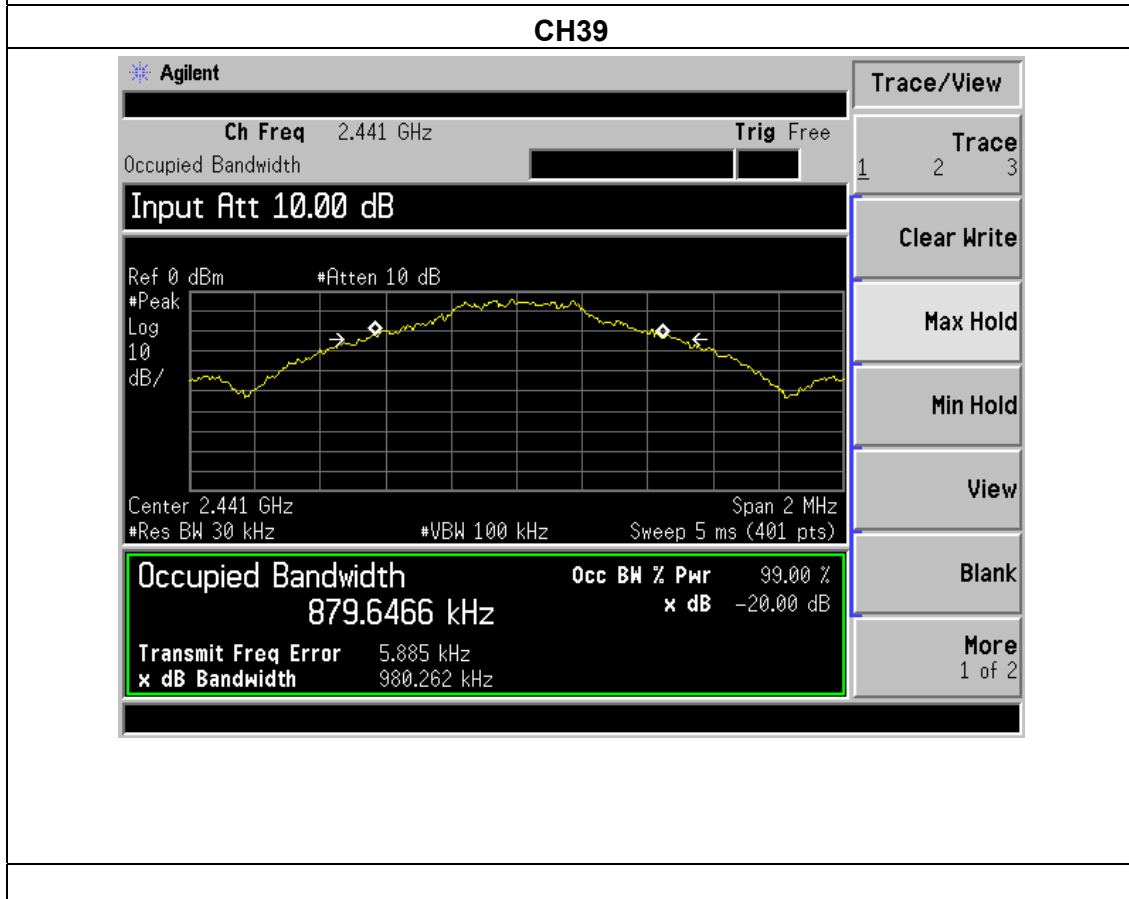 CH39
Agilent
Trace/View
Ch Freq 2.441 GHz Trig Free
Occupied Bandwidth
Trace
1 2 3
Input Att 10.00 dB
Clear Write
Ref 0 dBm #Atten 10 dB
#Peak
Log
10
dB/
Max Hold
Min Hold
View
Center 2.441 GHz Span 2 MHz
#Res BW 30 kHz #VBW 100 kHz Sweep 5 ms (401 pts)
Occupied Bandwidth Occ BW % Pwr 99.00 %
879.6466 kHz x dB -20.00 dB
Blank
Transmit Freq Error 5.885 kHz
x dB Bandwidth 980.262 kHz
More
1 of 2